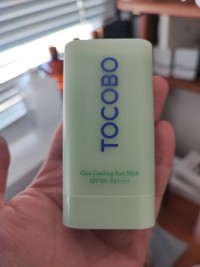 TOCOBO
Cica Cooling Sun Stick
SPF50+ PA++++